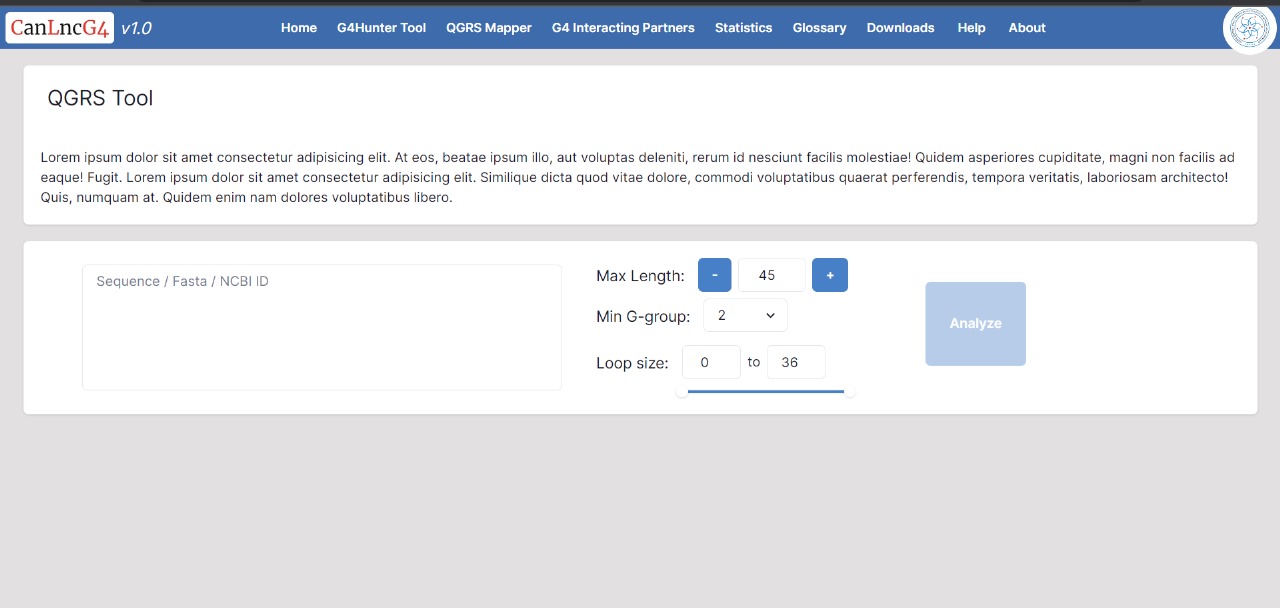 CanLncG4 v1.0 Home G4Hunter Tool QGRS Mapper G4 Interacting Partners Statistics Glossary Downloads Help About
QGRS Tool
Lorem ipsum dolor sit amet consectetur adipisicing elit. At eos, beatae ipsum illo, aut voluptas deleniti, rerum id nesciunt facilis molestiae! Quidem asperiores cupiditate, magni non facilis ad
eaque! Fugit. Lorem ipsum dolor sit amet consectetur adipisicing elit. Similique dicta quod vitae dolore, commodi voluptatibus quaerat perferendis, tempora veritatis, laboriosam architecto!
Quis, numquam at. Quidem enim nam dolores voluptatibus libero.
Sequence / Fasta / NCBI ID
Max Length: - 45 +
Min G-group: 2
Loop size: 0 to 36
Analyze